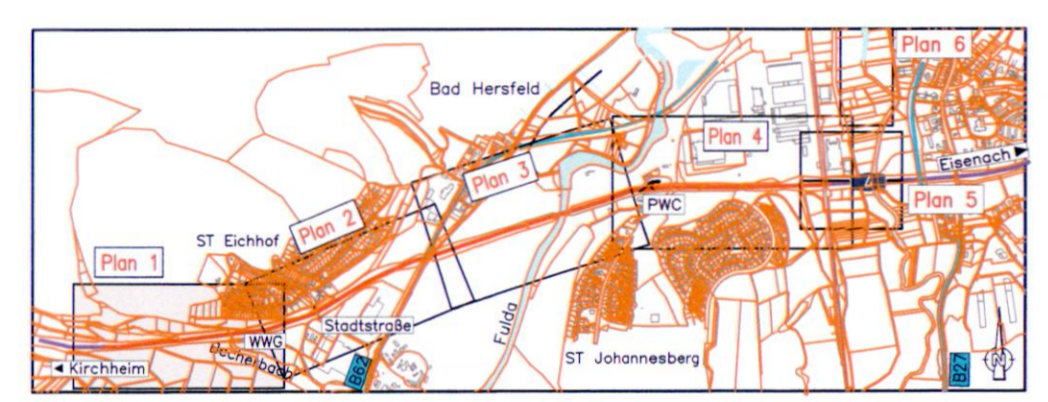 Plan 6
Bad Hersfeld
Plan 4
Eisenach
Plan 3
PWC
Plan 5
Plan 2
ST Eichhof
Plan 1
Stadtstraße
Fulda
WWG
ST Johannesberg
Kirchheim
B62
B27
N